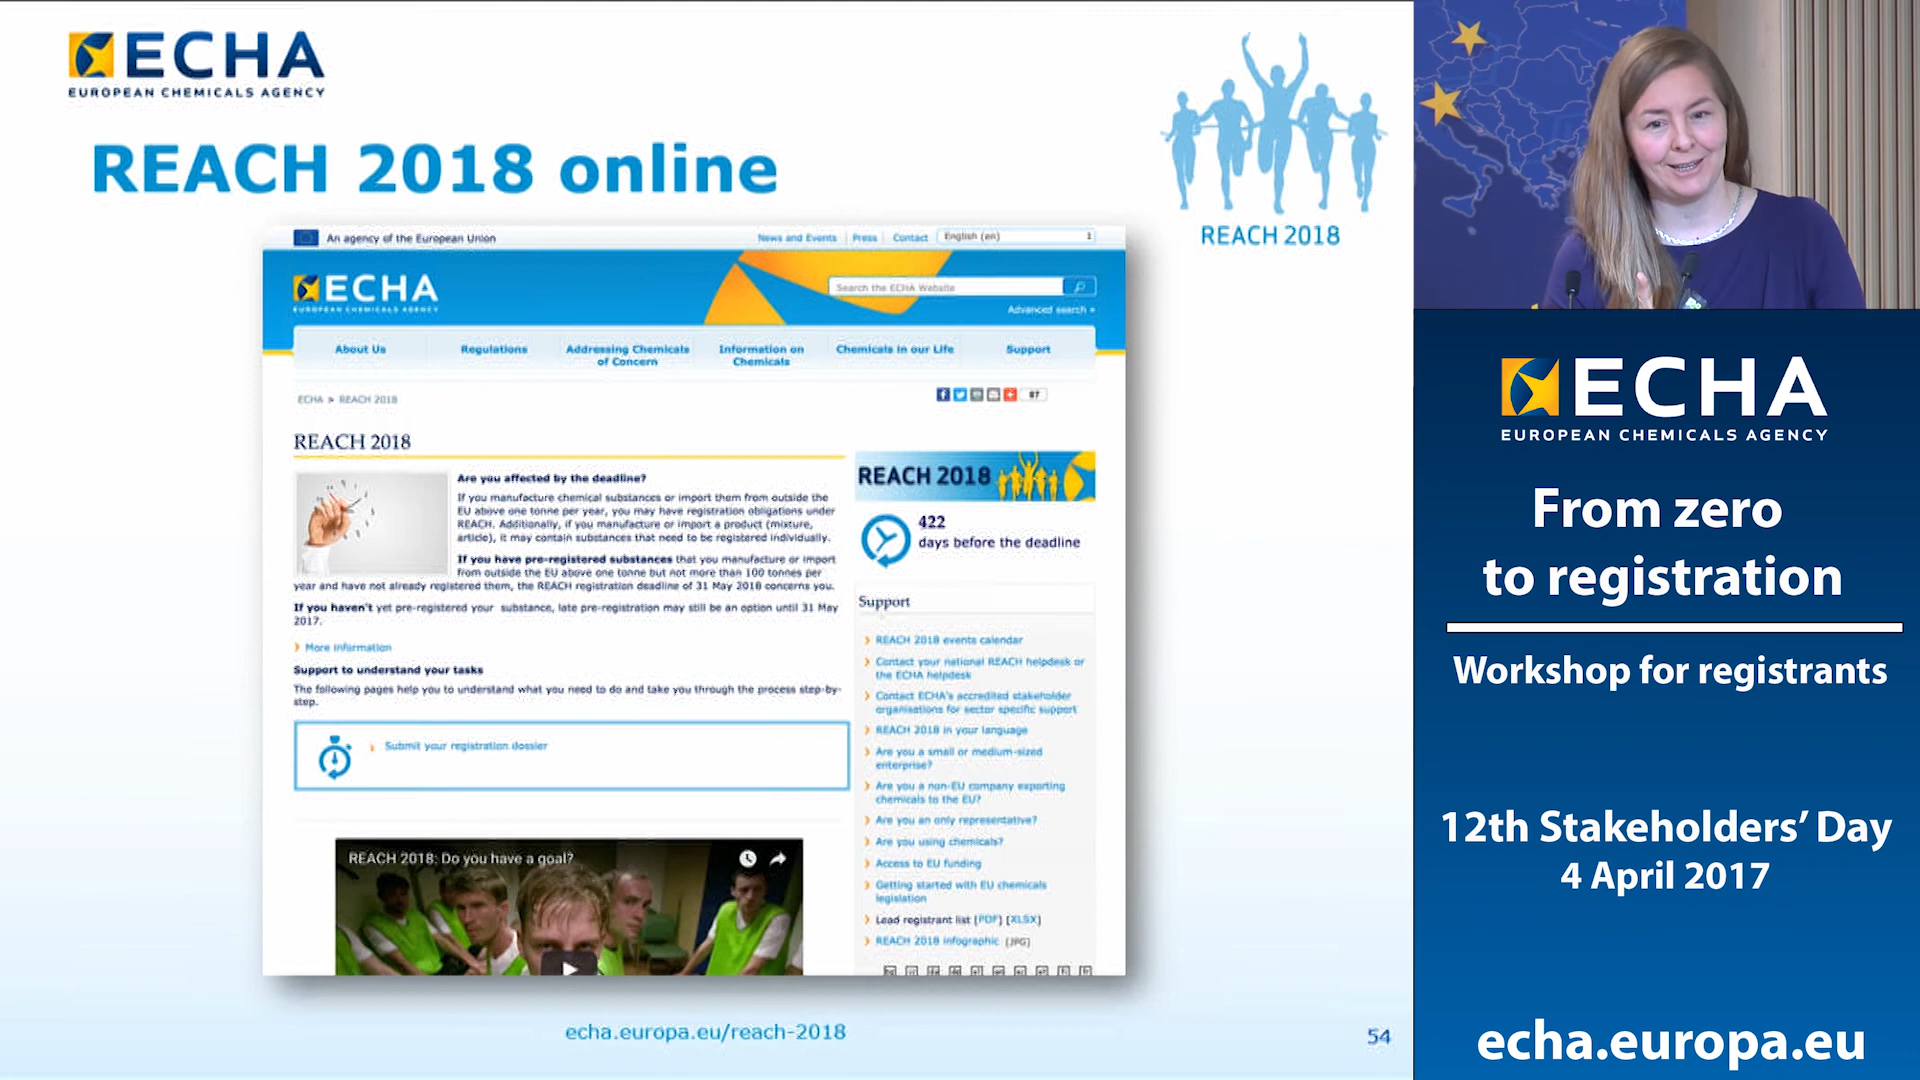 ECHA
EUROPEAN CHEMICALS AGENCY
REACH 2018 online
REACH 2018
An agency of the European Union
News and Events
Press
Contact
English (en)
ECHA
EUROPEAN CHEMICALS AGENCY
Search the ECHA Website
Advanced search »
About Us
Regulations
Addressing Chemicals
of Concern
Information on
Chemicals
Chemicals in our Life
Support
ECHA > REACH 2018
87
REACH 2018
Are you affected by the deadline?
If you manufacture chemical substances or import them from outside the
EU above one tonne per year, you may have registration obligations under
REACH. Additionally, if you manufacture or import a product (mixture,
article), it may contain substances that need to be registered individually.
If you have pre-registered substances that you manufacture or import
from outside the EU above one tonne but not more than 100 tonnes per
year and have not already registered them, the REACH registration deadline of 31 May 2018 concerns you.
If you haven't yet pre-registered your substance, late pre-registration may still be an option until 31 May
2017.
More information
Support to understand your tasks
The following pages help you to understand what you need to do and take you through the process step-by-
step.
Submit your registration dossier
REACH 2018: Do you have a goal?
REACH 2018
422
days before the deadline
Support
REACH 2018 events calendar
Contact your national REACH helpdesk or
the ECHA helpdesk
Contact ECHA's accredited stakeholder
organisations for sector specific support
REACH 2018 in your language
Are you a small or medium-sized
enterprise?
Are you a non-EU company exporting
chemicals to the EU?
Are you an only representative?
Are you using chemicals?
Access to EU funding
Getting started with EU chemicals
legislation
Lead registrant list [PDF] [XLSX]
REACH 2018 infographic [JPG]
echa.europa.eu/reach-2018
54
ECHA
EUROPEAN CHEMICALS AGENCY
From zero
to registration
Workshop for registrants
12th Stakeholders' Day
4 April 2017
echa.europa.eu